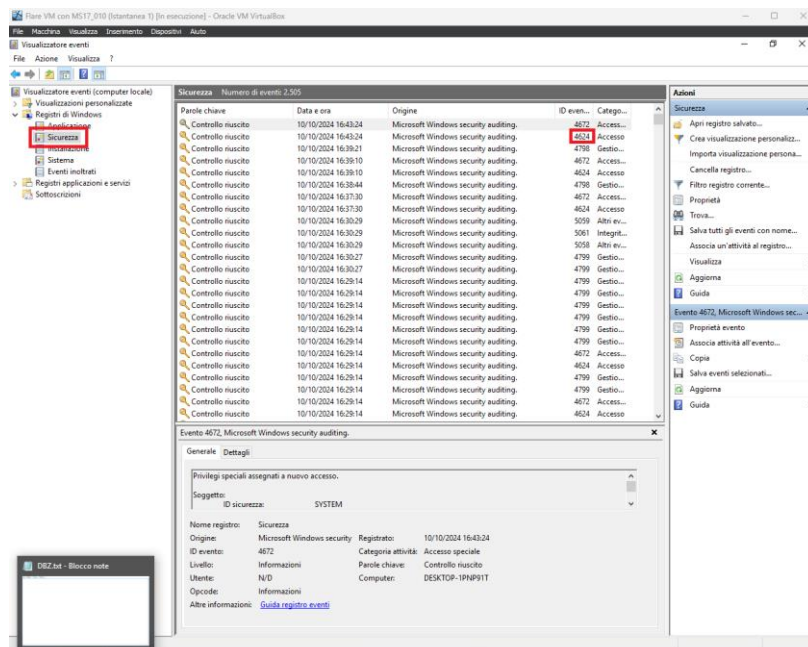 Flare VM con MS17_010 (Istantanea 1) [In esecuzione] - Oracle VM VirtualBox
File Macchina Visualizza Inserimento Dispositivi Aiuto
Visualizzatore eventi
File Azione Visualizza ?
Visualizzatore eventi (computer locale)
Visualizzazioni personalizzate
Registri di Windows
Applicazione
Sicurezza
Installazione
Sistema
Eventi inoltrati
Registri applicazioni e servizi
Sottoscrizioni
Sicurezza Numero di eventi: 2.505
Parole chiave Data e ora Origine ID even... Catego...
Controllo riuscito 10/10/2024 16:43:24 Microsoft Windows security auditing. 4672 Access...
Controllo riuscito 10/10/2024 16:43:24 Microsoft Windows security auditing. 4624 Accesso
Controllo riuscito 10/10/2024 16:39:21 Microsoft Windows security auditing. 4798 Gestio...
Controllo riuscito 10/10/2024 16:39:10 Microsoft Windows security auditing. 4672 Access...
Controllo riuscito 10/10/2024 16:39:10 Microsoft Windows security auditing. 4624 Accesso
Controllo riuscito 10/10/2024 16:38:44 Microsoft Windows security auditing. 4798 Gestio...
Controllo riuscito 10/10/2024 16:37:30 Microsoft Windows security auditing. 4672 Access...
Controllo riuscito 10/10/2024 16:37:30 Microsoft Windows security auditing. 4624 Accesso
Controllo riuscito 10/10/2024 16:30:29 Microsoft Windows security auditing. 5059 Altri ev...
Controllo riuscito 10/10/2024 16:30:29 Microsoft Windows security auditing. 5061 Integrit...
Controllo riuscito 10/10/2024 16:30:29 Microsoft Windows security auditing. 5058 Altri ev...
Controllo riuscito 10/10/2024 16:30:27 Microsoft Windows security auditing. 4799 Gestio...
Controllo riuscito 10/10/2024 16:30:27 Microsoft Windows security auditing. 4799 Gestio...
Controllo riuscito 10/10/2024 16:29:14 Microsoft Windows security auditing. 4799 Gestio...
Controllo riuscito 10/10/2024 16:29:14 Microsoft Windows security auditing. 4799 Gestio...
Controllo riuscito 10/10/2024 16:29:14 Microsoft Windows security auditing. 4799 Gestio...
Controllo riuscito 10/10/2024 16:29:14 Microsoft Windows security auditing. 4799 Gestio...
Controllo riuscito 10/10/2024 16:29:14 Microsoft Windows security auditing. 4799 Gestio...
Controllo riuscito 10/10/2024 16:29:14 Microsoft Windows security auditing. 4672 Access...
Controllo riuscito 10/10/2024 16:29:14 Microsoft Windows security auditing. 4624 Accesso
Controllo riuscito 10/10/2024 16:29:14 Microsoft Windows security auditing. 4799 Gestio...
Controllo riuscito 10/10/2024 16:29:14 Microsoft Windows security auditing. 4799 Gestio...
Controllo riuscito 10/10/2024 16:29:14 Microsoft Windows security auditing. 4672 Access...
Controllo riuscito 10/10/2024 16:29:14 Microsoft Windows security auditing. 4624 Accesso
Evento 4672, Microsoft Windows security auditing.
Generale Dettagli
Privilegi speciali assegnati a nuovo accesso.
Soggetto:
ID sicurezza: SYSTEM
Nome registro: Sicurezza
Origine: Microsoft Windows security Registrato: 10/10/2024 16:43:24
ID evento: 4672 Categoria attività: Accesso speciale
Livello: Informazioni Parole chiave: Controllo riuscito
Utente: N/D Computer: DESKTOP-1PNP91T
Opcode: Informazioni
Altre informazioni: Guida registro eventi
Azioni
Sicurezza
Apri registro salvato...
Crea visualizzazione personalizz...
Importa visualizzazione persona...
Cancella registro...
Filtro registro corrente...
Proprietà
Trova...
Salva tutti gli eventi con nome...
Associa un'attività al registro...
Visualizza
Aggiorna
Guida
Evento 4672, Microsoft Windows sec...
Proprietà evento
Associa attività all'evento...
Copia
Salva eventi selezionati...
Aggiorna
Guida
DBZ.txt - Blocco note